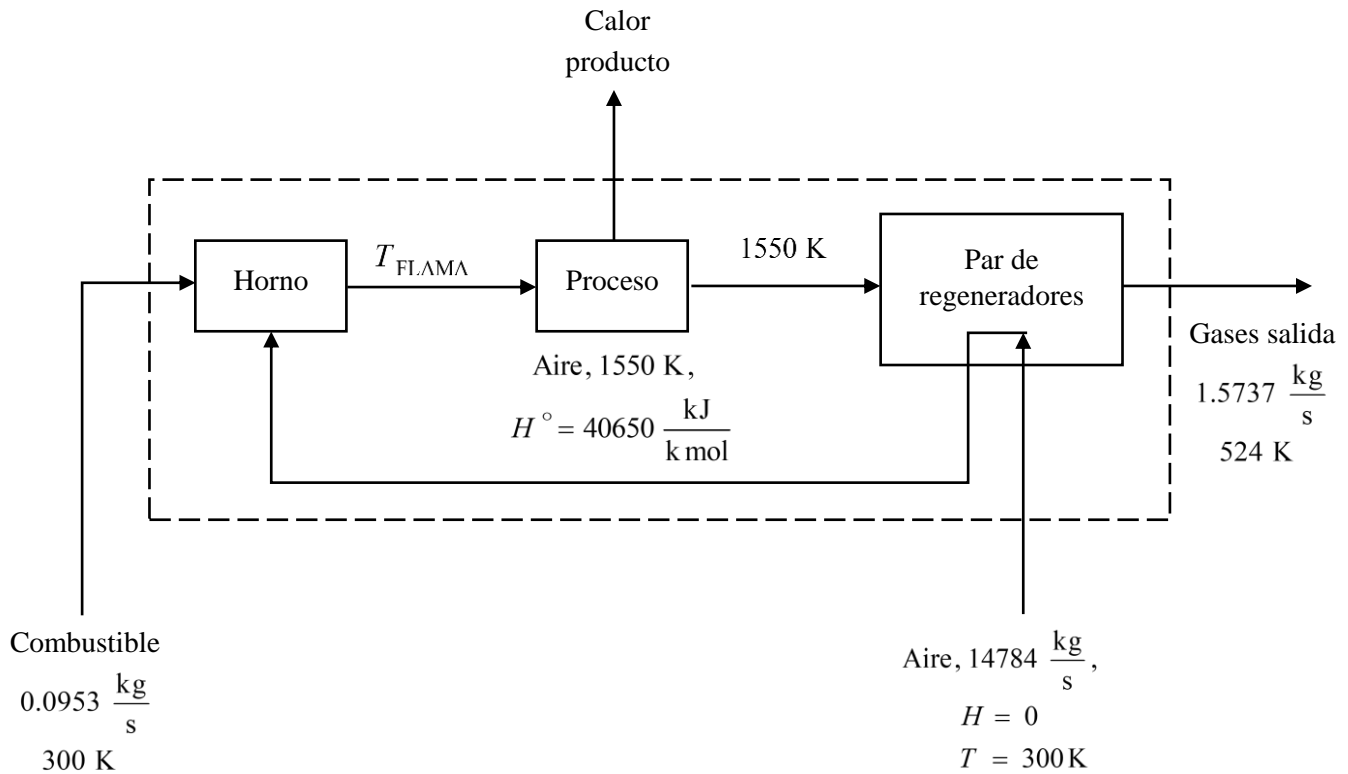 Calor
producto
Horno
T FLAMA
Proceso
1550 K
Par de
regeneradores
Gases salida
1.5737 kg/s
524 K
Aire, 1550 K,
H° = 40650 kJ/k mol
Combustible
0.0953 kg/s
300 K
Aire, 14784 kg/s,
H = 0
T = 300 K